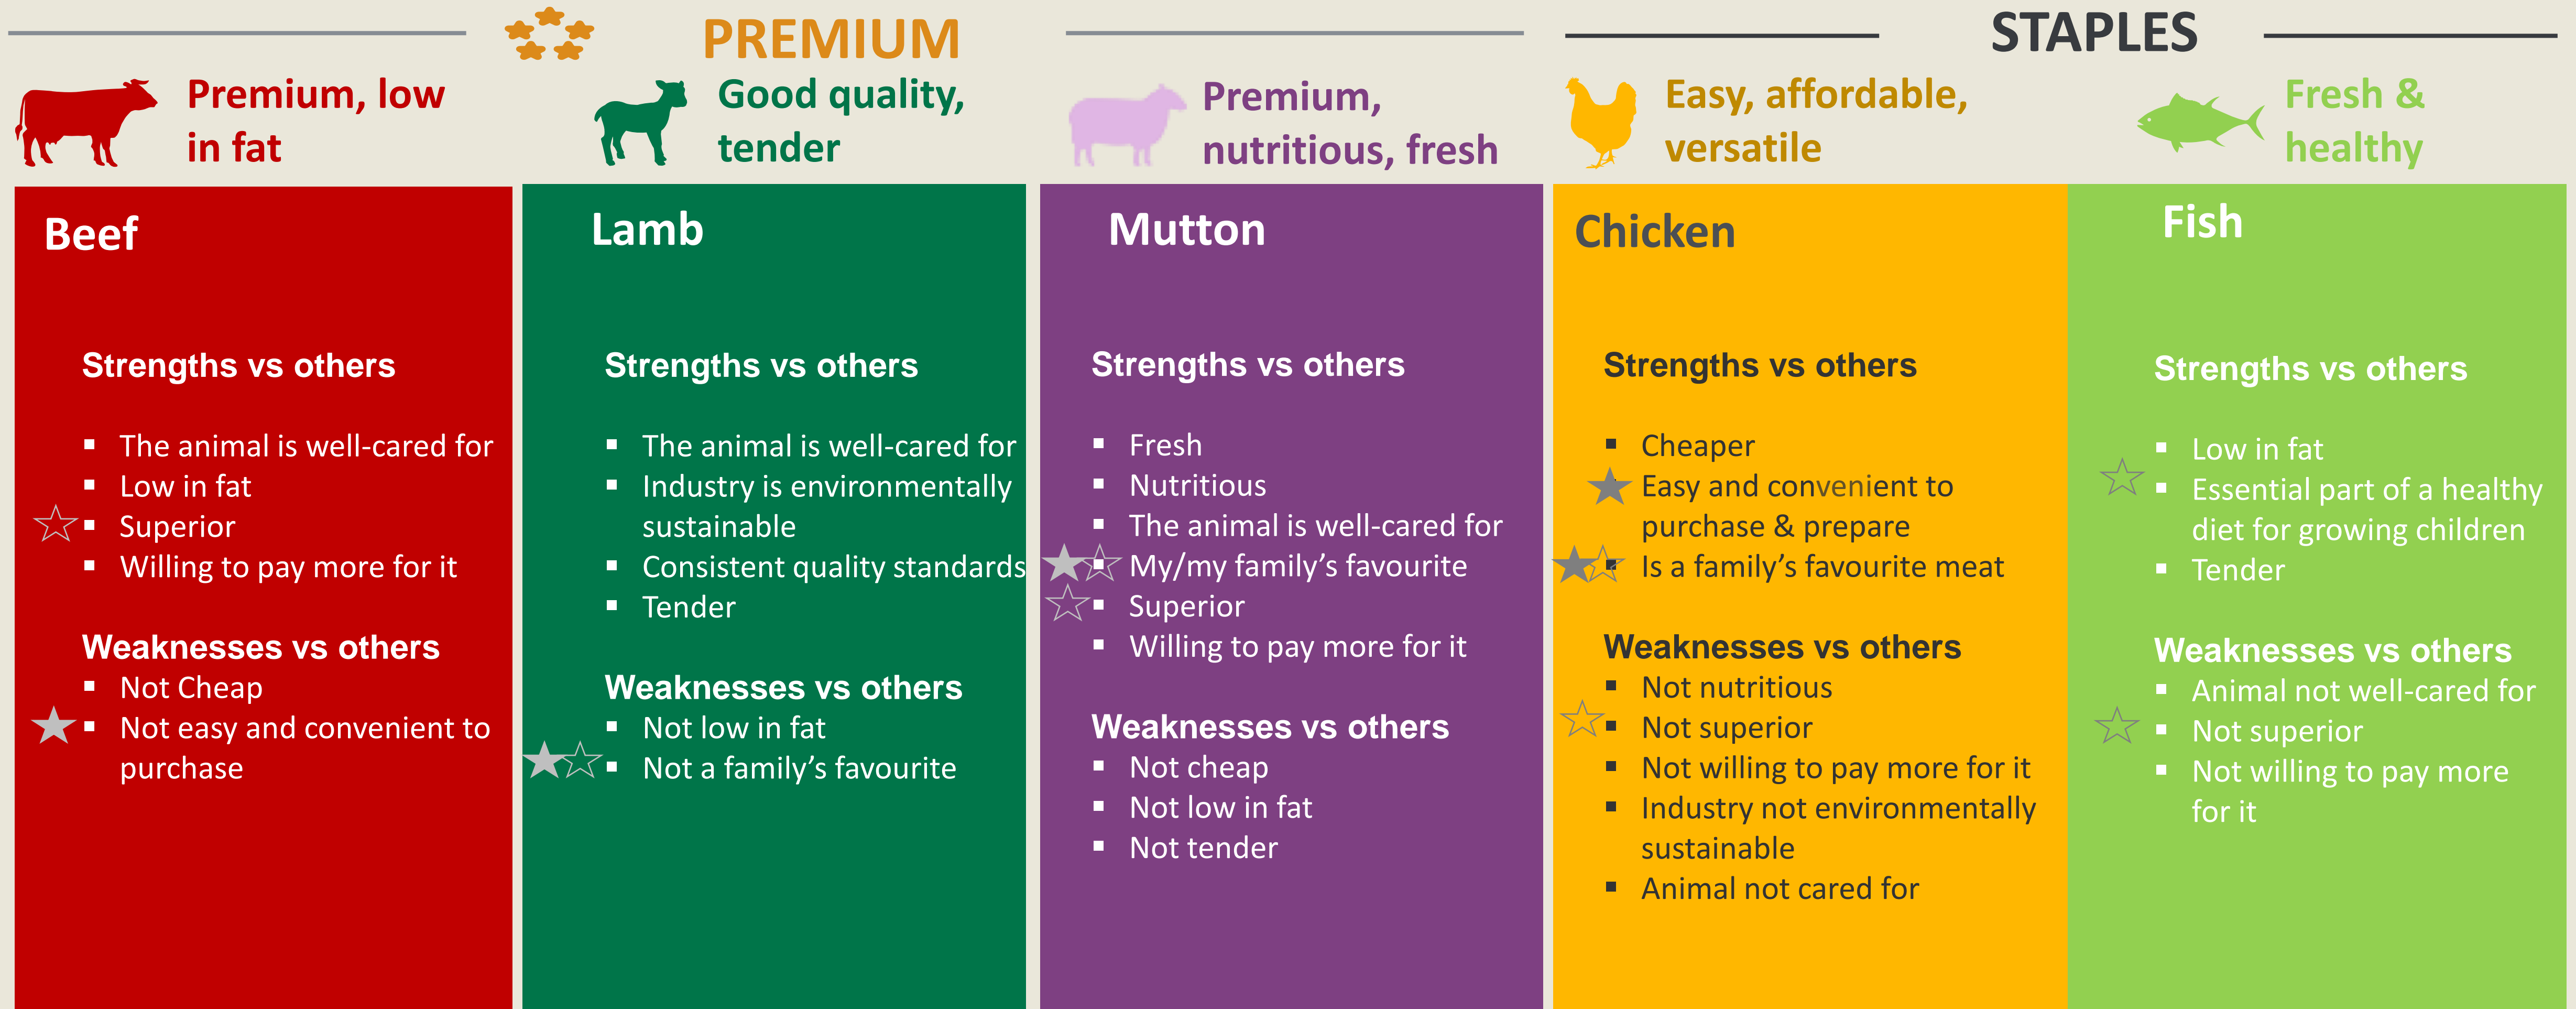 PREMIUM
STAPLES
Premium, low
in fat
Good quality,
tender
Premium,
nutritious, fresh
Easy, affordable,
versatile
Fresh &
healthy
Beef
Strengths vs others
The animal is well-cared for
Low in fat
Superior
Willing to pay more for it
Weaknesses vs others
Not Cheap
Not easy and convenient to
purchase
Lamb
Strengths vs others
The animal is well-cared for
Industry is environmentally
sustainable
Consistent quality standards
Tender
Weaknesses vs others
Not low in fat
Not a family’s favourite
Mutton
Strengths vs others
Fresh
Nutritious
The animal is well-cared for
My/my family’s favourite
Superior
Willing to pay more for it
Weaknesses vs others
Not cheap
Not low in fat
Not tender
Chicken
Strengths vs others
Cheaper
Easy and convenient to
purchase & prepare
Is a family’s favourite meat
Weaknesses vs others
Not nutritious
Not superior
Not willing to pay more for it
Industry not environmentally
sustainable
Animal not cared for
Fish
Strengths vs others
Low in fat
Essential part of a healthy
diet for growing children
Tender
Weaknesses vs others
Animal not well-cared for
Not superior
Not willing to pay more
for it